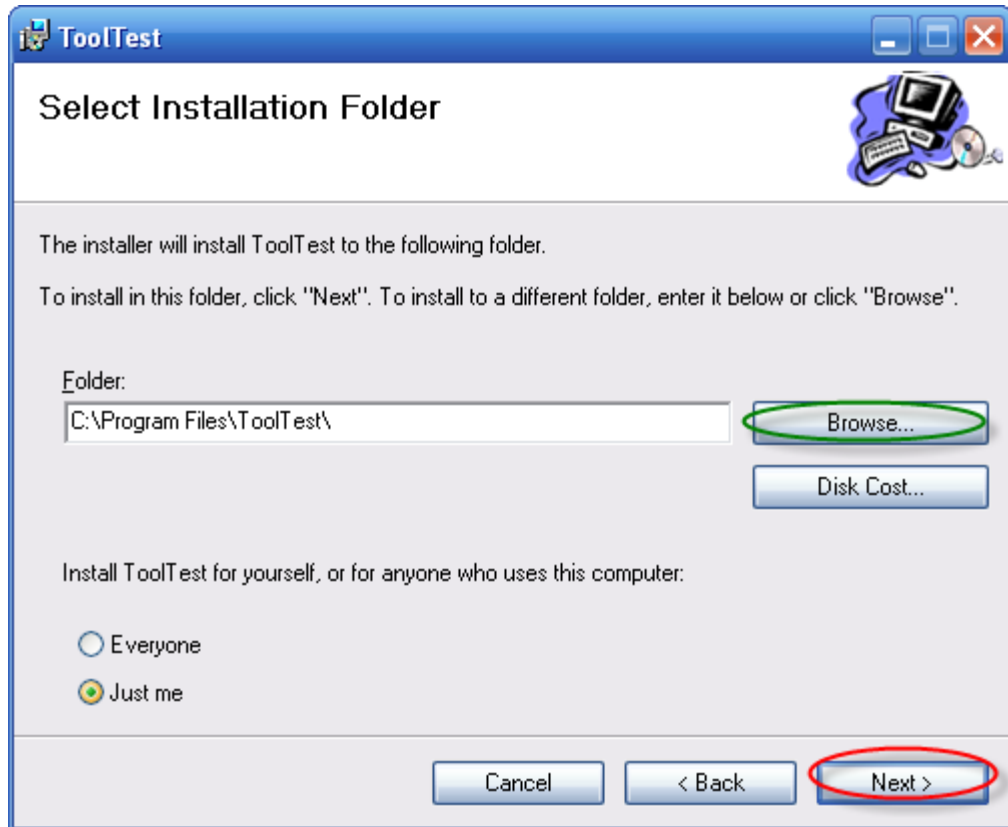 ToolTest
Select Installation Folder
The installer will install ToolTest to the following folder.
To install in this folder, click "Next". To install to a different folder, enter it below or click "Browse".
Folder:
C:\Program Files\ToolTest\
Browse...
Disk Cost...
Install ToolTest for yourself, or for anyone who uses this computer:
Everyone
Just me
Cancel
< Back
Next >